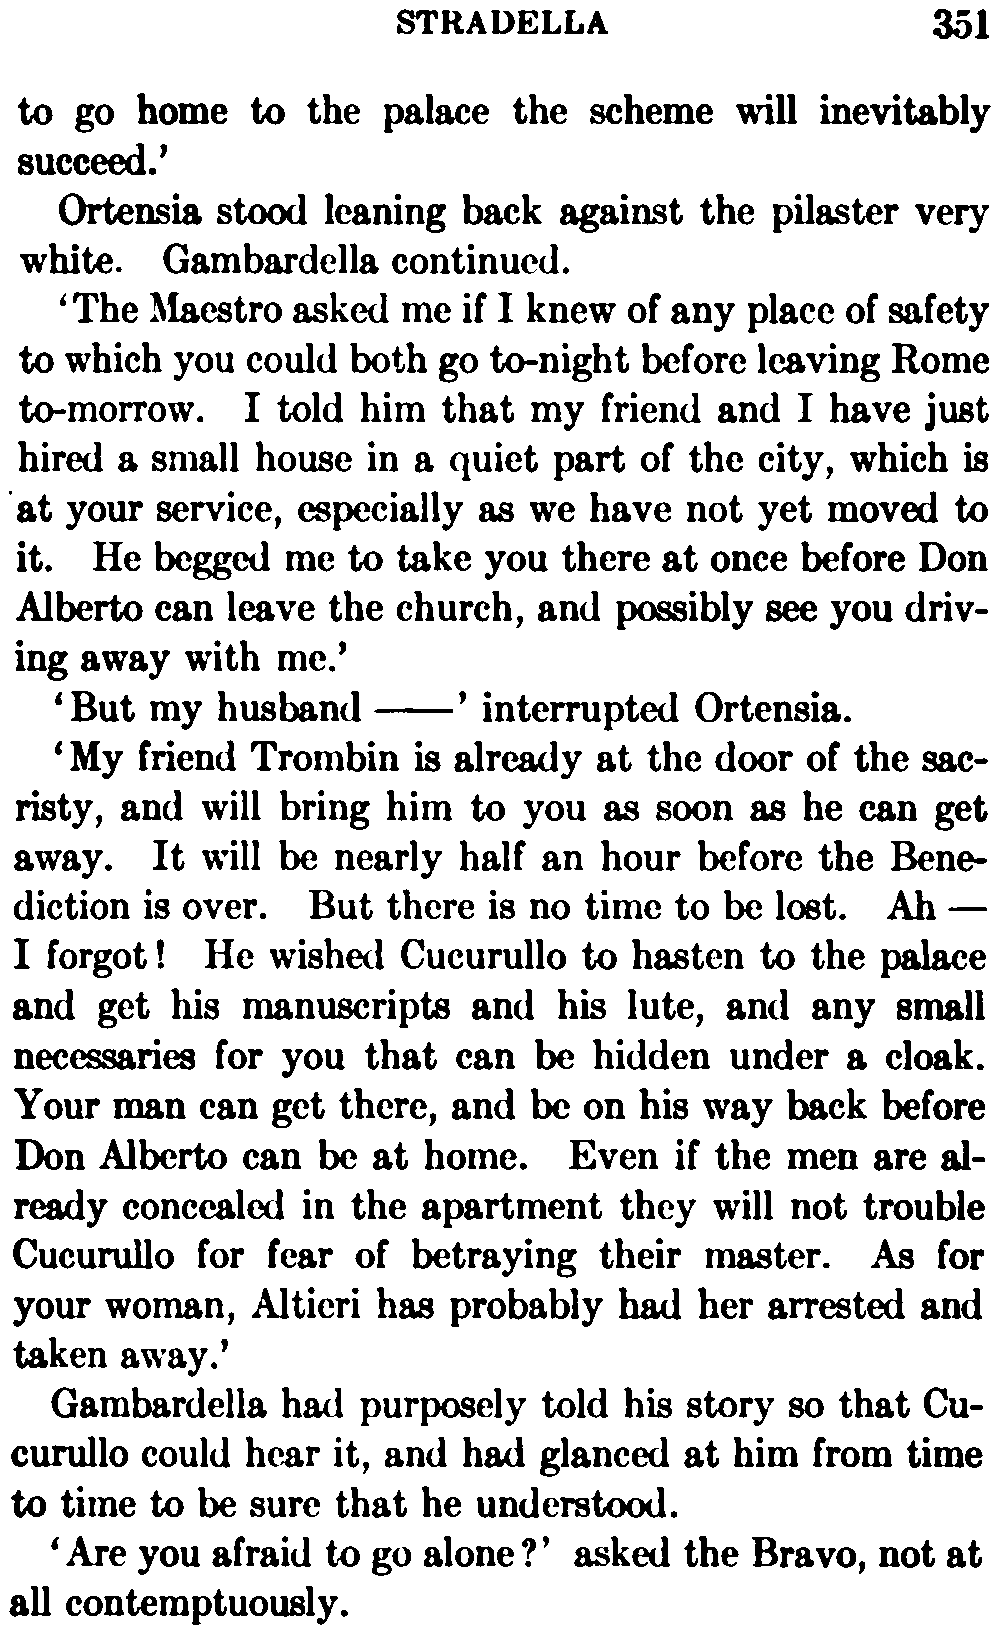 STRADELLA 351
to go home to the palace the scheme will inevitably
succeed.'
Ortensia stood leaning back against the pilaster very
white. Gambardella continued.
'The Maestro asked me if I knew of any place of safety
to which you could both go to-night before leaving Rome
to-morrow. I told him that my friend and I have just
hired a small house in a quiet part of the city, which is
at your service, especially as we have not yet moved to
it. He begged me to take you there at once before Don
Alberto can leave the church, and possibly see you driv-
ing away with me.'
'But my husband ——' interrupted Ortensia.
'My friend Trombin is already at the door of the sac-
risty, and will bring him to you as soon as he can get
away. It will be nearly half an hour before the Bene-
diction is over. But there is no time to be lost. Ah —
I forgot! He wished Cucurullo to hasten to the palace
and get his manuscripts and his lute, and any small
necessaries for you that can be hidden under a cloak.
Your man can get there, and be on his way back before
Don Alberto can be at home. Even if the men are al-
ready concealed in the apartment they will not trouble
Cucurullo for fear of betraying their master. As for
your woman, Altieri has probably had her arrested and
taken away.'
Gambardella had purposely told his story so that Cu-
curullo could hear it, and had glanced at him from time
to time to be sure that he understood.
'Are you afraid to go alone?' asked the Bravo, not at
all contemptuously.